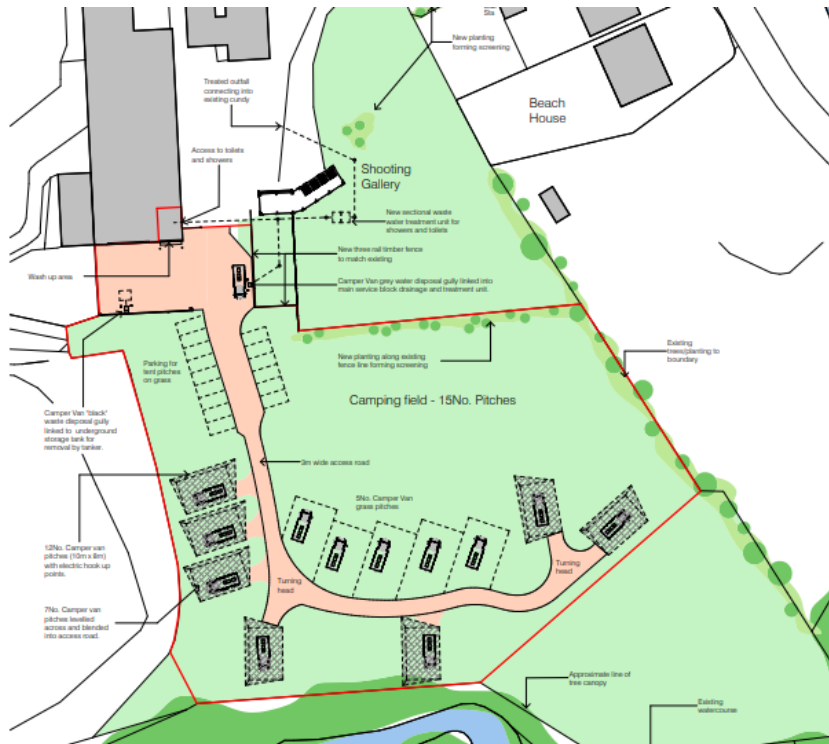 Sta
New planting
forming screening
Treated outfall
connecting into
existing cundy
Beach
House
Access to toilets
and showers
Shooting
Gallery
New sectional waste
water treatment unit for
showers and toilets
New three rail timber fence
to match existing
Wash up area
Camper Van grey water disposal gully linked into
main service block drainage and treatment unit.
Parking for
tent pitches
on grass
New planting along existing
fence line forming screening
Existing
trees/planting to
boundary
Camping field - 15No. Pitches
Camper Van "black"
waste disposal gully
linked to underground
storage tank for
removal by tanker.
3m wide access road
5No. Camper Van
grass pitches
12No. Camper van
pitches (10m x 8m)
with electric hook up
points.
Turning
head
Turning
head
7No. Camper van
pitches levelled
across and blended
into access road.
Approximate line of
tree canopy
Existing
watercourse